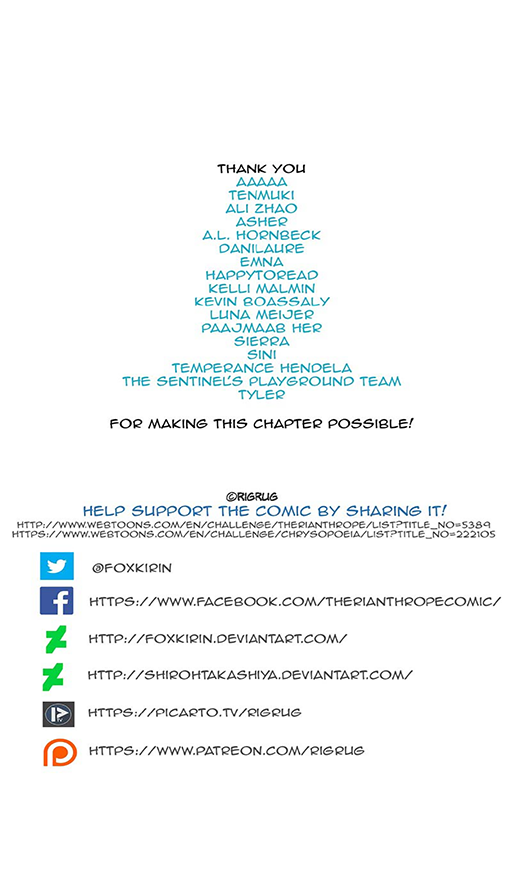 THANK YOU
AAAAA
TENMUKI
ALI ZHAO
ASHER
A.L. HORNBECK
DANILAURE
EMNA
HAPPYTOREAD
KELLI MALMIN
KEVIN BOASSALY
LUNA MEIJER
PAAJMAAB HER
SIERRA
SINI
TEMPERANCE HENDELA
THE SENTINEL'S PLAYGROUND TEAM
TYLER
FOR MAKING THIS CHAPTER POSSIBLE!
©RIGRUG
HELP SUPPORT THE COMIC BY SHARING IT!
HTTP://WWW.WEBTOONS.COM/EN/CHALLENGE/THERIANTHROPE/LIST?TITLE_NO=5389
HTTPS://WWW.WEBTOONS.COM/EN/CHALLENGE/CHRYSOPOEIA/LIST?TITLE_NO=222105
@FOXKIRIN
HTTPS://WWW.FACEBOOK.COM/THERIANTHROPECOMIC/
HTTP://FOXKIRIN.DEVIANTART.COM/
HTTP://SHIROHTAKASHIYA.DEVIANTART.COM/
TV
HTTPS://PICARTO.TV/RIGRUG
HTTPS://WWW.PATREON.COM/RIGRUG